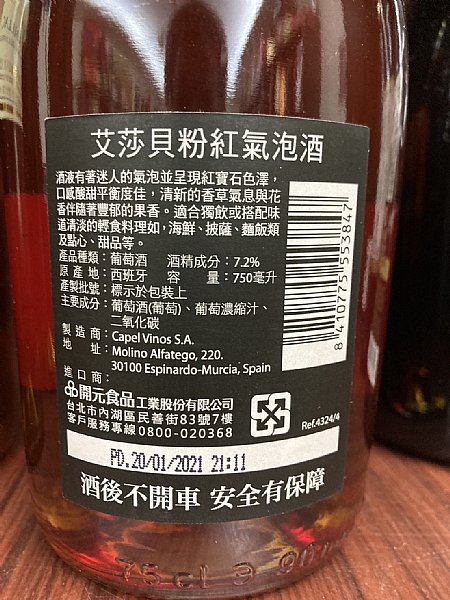 艾莎貝粉紅氣泡酒
酒液有著迷人的氣泡並呈現紅寶石色澤，
口感酸甜平衡度佳，清新的香草氣息與花
香伴隨著豐郁的果香。適合獨飲或搭配味
道清淡的輕食料理如，海鮮、披薩、麵飯類
及點心、甜品等。
產品種類：葡萄酒 酒精成分：7.2%
原產地：西班牙 容量：750毫升
產製批號：標示於包裝上
主要成分：葡萄酒(葡萄)、葡萄濃縮汁、
二氧化碳
製造商：Capel Vinos S.A.
地址：Molino Alfatego, 220.
30100 Espinardo-Murcia, Spain
進口商：
開元食品工業股份有限公司
台北市內湖區民善街83號7樓
客戶服務專線0800-020368
8 410775 553847
Ref.4324/4
PD.20/01/2021 21:11
酒後不開車 安全有保障
75 cl 9